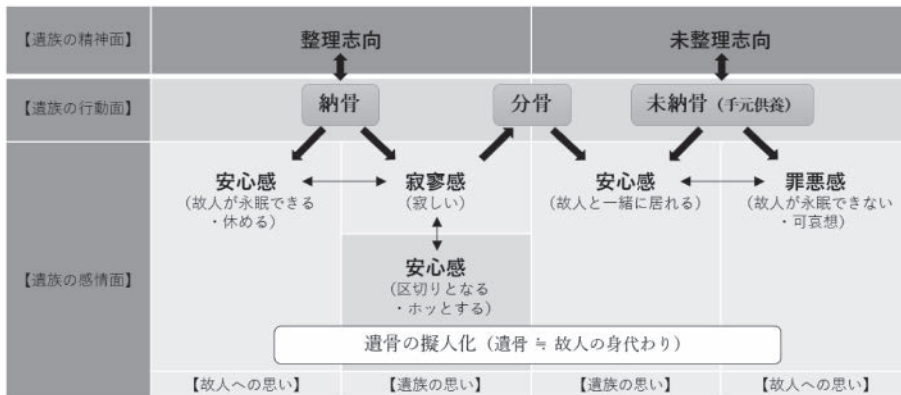 【遺族の精神面】
整理志向
未整理志向
【遺族の行動面】
納骨
分骨
未納骨（千元供養）
【遺族の感情面】
安心感
（故人が永眠できる
・休める）
寂寥感
（寂しい）
安心感
（区切りとなる
・ホッとする）
安心感
（故人と一緒に居れる）
罪悪感
（故人が永眠できない
・可哀想）
遺骨の擬人化（遺骨 ≒ 故人の身代わり）
【故人への思い】
【遺族の思い】
【遺族の思い】
【故人への思い】